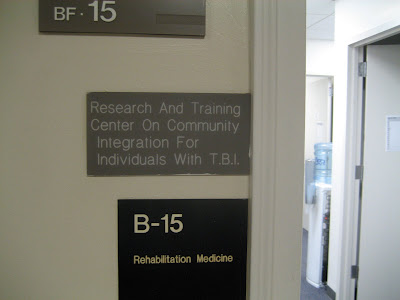 BF·15
Research And Training
Center On Community
Integration For
Individuals With T.B.I.
B-15
Rehabilitation Medicine